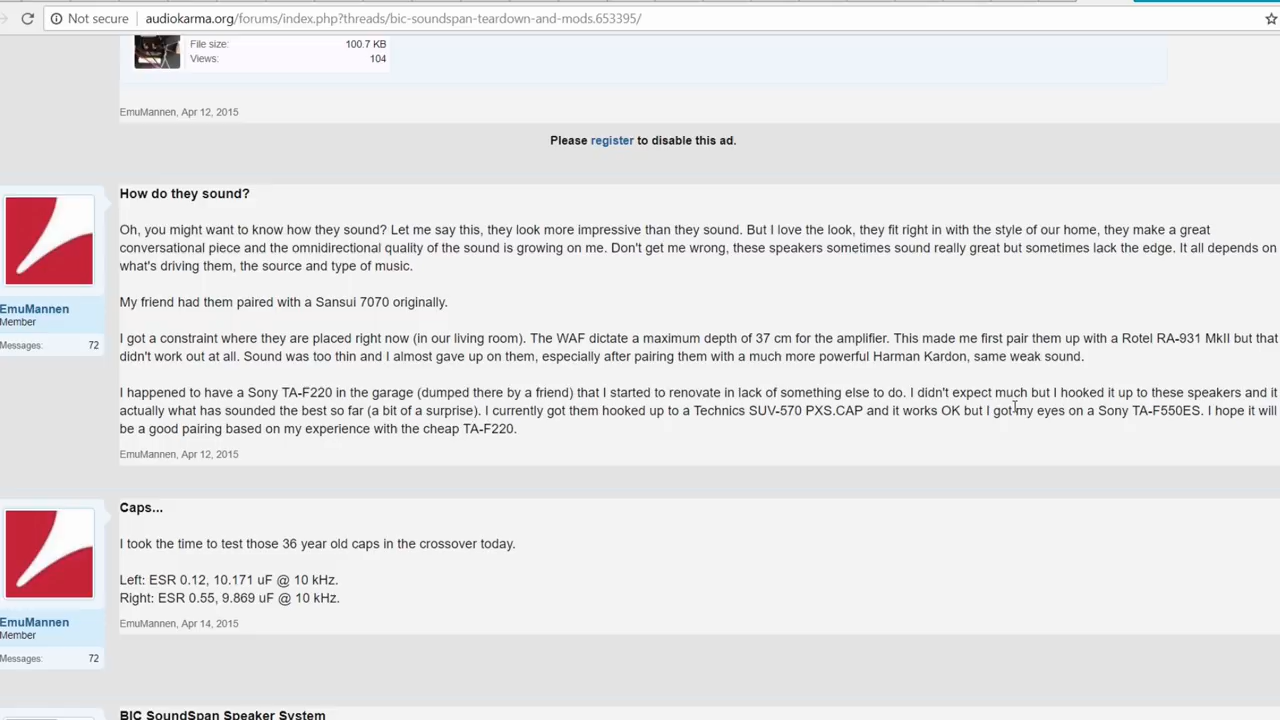 Not secure
audiokarma.org/forums/index.php?threads/bic-soundspan-teardown-and-mods.653395/
File size: 100.7 KB
Views: 104
EmuMannen, Apr 12, 2015
Please register to disable this ad.
How do they sound?
Oh, you might want to know how they sound? Let me say this, they look more impressive than they sound. But I love the look, they fit right in with the style of our home, they make a great
conversational piece and the omnidirectional quality of the sound is growing on me. Don't get me wrong, these speakers sometimes sound really great but sometimes lack the edge. It all depends on
what's driving them, the source and type of music.
My friend had them paired with a Sansui 7070 originally.
EmuMannen
Member
Messages: 72
I got a constraint where they are placed right now (in our living room). The WAF dictate a maximum depth of 37 cm for the amplifier. This made me first pair them up with a Rotel RA-931 MkII but that
didn't work out at all. Sound was too thin and I almost gave up on them, especially after pairing them with a much more powerful Harman Kardon, same weak sound.
I happened to have a Sony TA-F220 in the garage (dumped there by a friend) that I started to renovate in lack of something else to do. I didn't expect much but I hooked it up to these speakers and it
actually what has sounded the best so far (a bit of a surprise). I currently got them hooked up to a Technics SUV-570 PXS.CAP and it works OK but I got my eyes on a Sony TA-F550ES. I hope it will
be a good pairing based on my experience with the cheap TA-F220.
EmuMannen, Apr 12, 2015
Caps...
I took the time to test those 36 year old caps in the crossover today.
Left: ESR 0.12, 10.171 uF @ 10 kHz.
Right: ESR 0.55, 9.869 uF @ 10 kHz.
EmuMannen, Apr 14, 2015
EmuMannen
Member
Messages: 72
BIC SoundSpan Speaker System